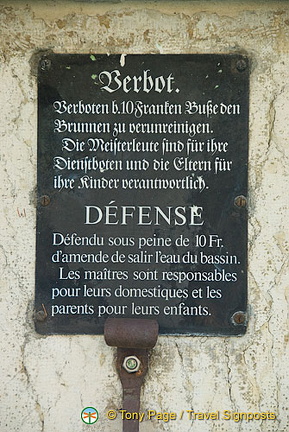 Verbot.
Verboten b. 10 Franken Buße den
Brunnen zu verunreinigen.
Die Meisterleute sind für ihre
Dienstboten und die Eltern für
ihre Kinder verantwortlich.
DÉFENSE
Défendu sous peine de 10 Fr.
d'amende de salir l'eau du bassin.
Les maîtres sont responsables
pour leurs domestiques et les
parents pour leurs enfants.
© Tony Page / Travel Signposts